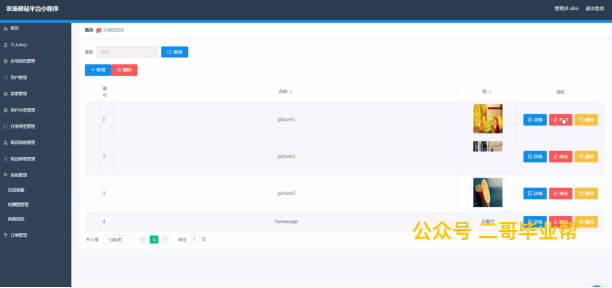 农场驿站平台小程序
管理员 abo 退出登录
首页
首页 轮播图管理
个人中心
名称 名称 查询
农场资讯管理
新增 删除
用户管理
索引 名称 值 操作
卖家管理
用户分享管理
1 picture1 详情 修改 删除
分享类型管理
商品信息管理
2 picture2 详情 修改 删除
商品类型管理
系统管理
在线客服
3 picture3 详情 修改 删除
轮播图管理
新闻资讯
4 homepage 无图片 详情 修改 删除
订单管理
共 4 条 10条/页 1 前往 1 页
公众号 二哥毕业帮